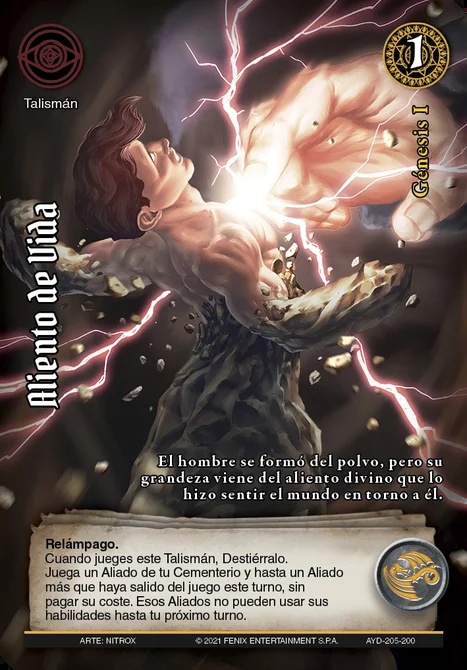 Talismán
1
Génesis I
Aliento de Vida
El hombre se formó del polvo, pero su
grandeza viene del aliento divino que lo
hizo sentir el mundo en torno a él.
Relámpago.
Cuando jueges este Talismán, Destiérralo.
Juega un Aliado de tu Cementerio y hasta un Aliado
más que haya salido del juego este turno, sin
pagar su coste. Esos Aliados no pueden usar sus
habilidades hasta tu próximo turno.
ARTE: NITROX © 2021 FENIX ENTERTAINMENT S.P.A. AYD-205-200